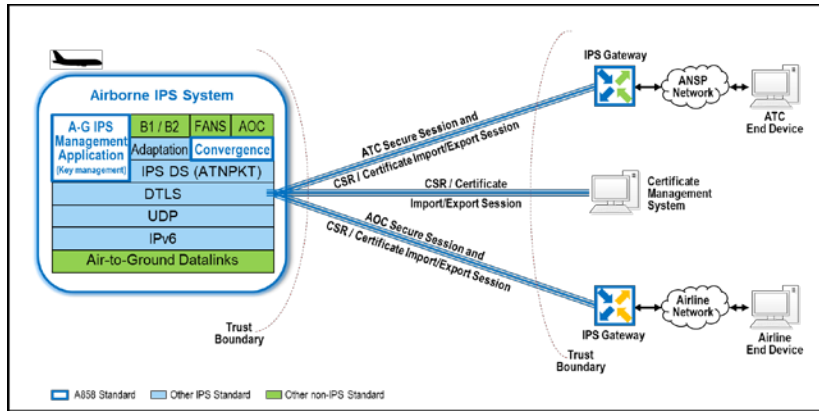 Airborne IPS System
A-G IPS
Management
Application
(Key management)
B1 / B2
FANS
AOC
Adaptation
Convergence
IPS DS (ATNPKT)
DTLS
UDP
IPv6
Air-to-Ground Datalinks
Trust
Boundary
ATC Secure Session and
CSR / Certificate Import/Export Session
CSR / Certificate
Import/Export Session
AOC Secure Session and
CSR / Certificate Import/Export Session
Trust
Boundary
IPS Gateway
ANSP
Network
ATC
End Device
Certificate
Management
System
IPS Gateway
Airline
Network
Airline
End Device
A858 Standard
Other IPS Standard
Other non-IPS Standard